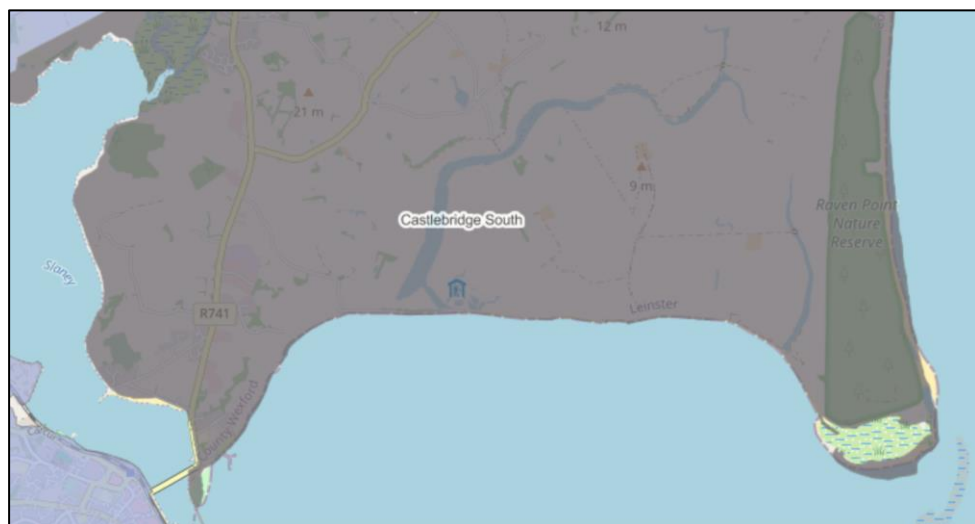 12 m
21 m
Castlebridge South
9 m
Raven Point
Nature
Reserve
Slaney
R741
Leinster
County Wexford